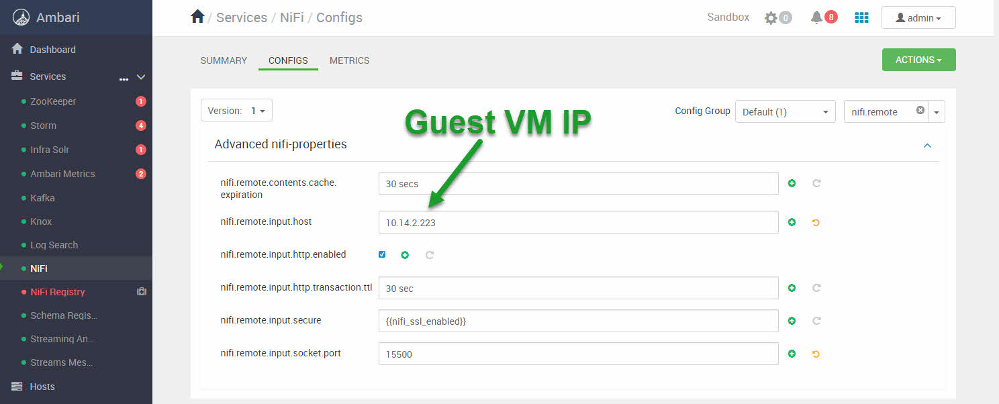 Ambari
/ Services / NiFi / Configs
Sandbox
0
8
admin
Dashboard
Services
...
ZooKeeper
1
Storm
4
Infra Solr
1
Ambari Metrics
2
Kafka
Knox
Log Search
NiFi
NiFi Registry
Schema Regis...
Streaming An...
Streams Mes...
Hosts
SUMMARY
CONFIGS
METRICS
ACTIONS
Version: 1
Guest VM IP
Config Group
Default (1)
nifi.remote
Advanced nifi-properties
nifi.remote.contents.cache.
expiration
30 secs
nifi.remote.input.host
10.14.2.223
nifi.remote.input.http.enabled
nifi.remote.input.http.transaction.ttl
30 sec
nifi.remote.input.secure
{{nifi_ssl_enabled}}
nifi.remote.input.socket.port
15500